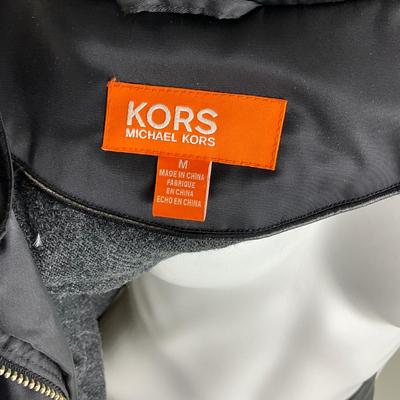 KORS
MICHAEL KORS
M
MADE IN CHINA
FABRIQUE
EN CHINA
ECHO EN CHINA